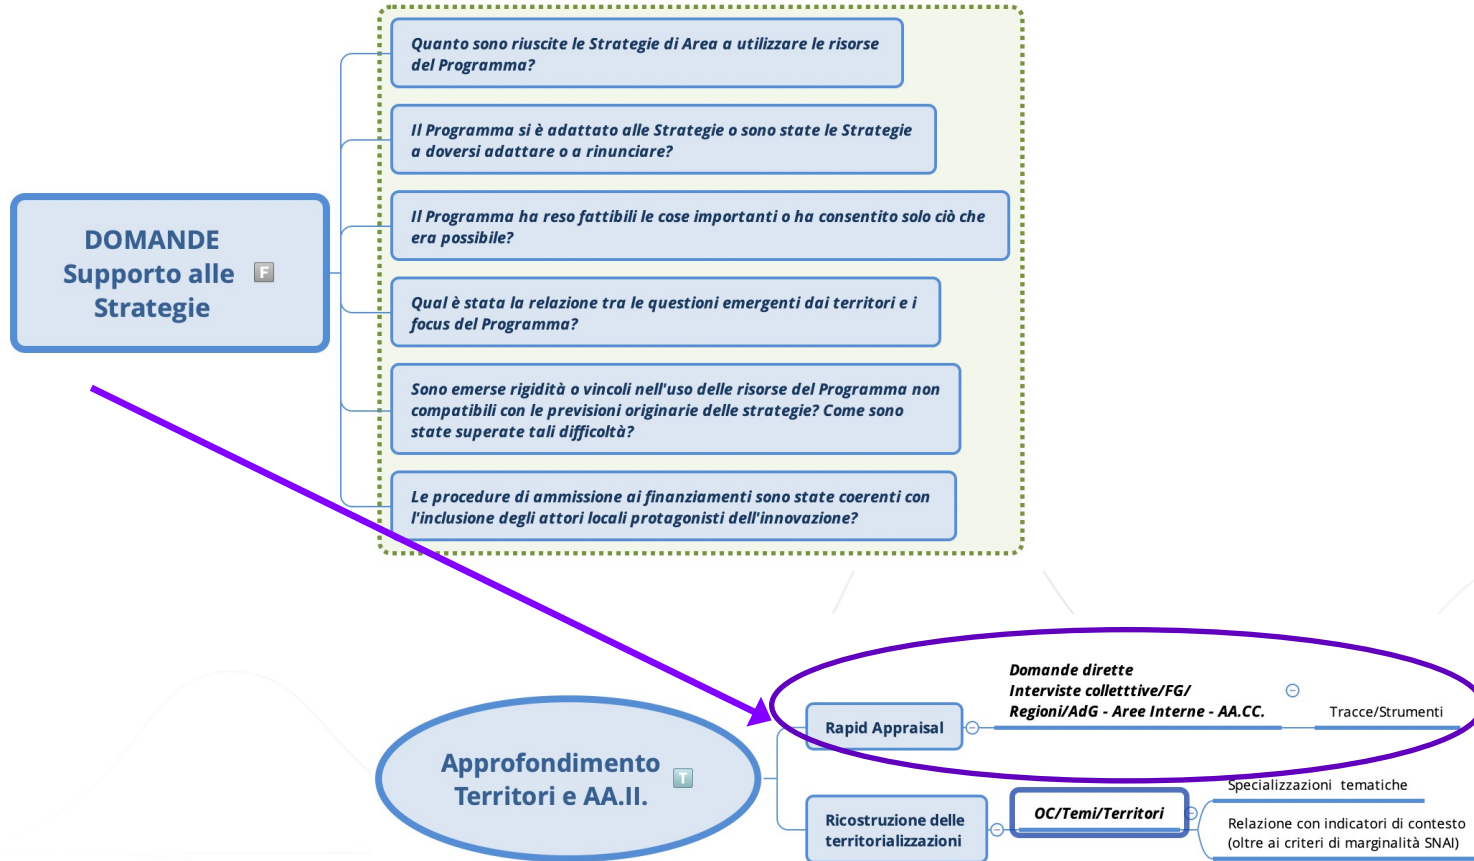 Quanto sono riuscite le Strategie di Area a utilizzare le risorse
del Programma?
Il Programma si è adattato alle Strategie o sono state le Strategie
a doversi adattare o a rinunciare?
Il Programma ha reso fattibili le cose importanti o ha consentito solo ciò che
era possibile?
DOMANDE
Supporto alle
Strategie
F
Qual è stata la relazione tra le questioni emergenti dai territori e i
focus del Programma?
Sono emerse rigidità o vincoli nell'uso delle risorse del Programma non
compatibili con le previsioni originarie delle strategie? Come sono
state superate tali difficoltà?
Le procedure di ammissione ai finanziamenti sono state coerenti con
l'inclusione degli attori locali protagonisti dell'innovazione?
Approfondimento
Territori e AA.II.
T
Rapid Appraisal
Domande dirette
Interviste colletttive/FG/
Regioni/AdG - Aree Interne - AA.CC.
Tracce/Strumenti
Ricostruzione delle
territorializzazioni
OC/Temi/Territori
Specializzazioni tematiche
Relazione con indicatori di contesto
(oltre ai criteri di marginalità SNAI)